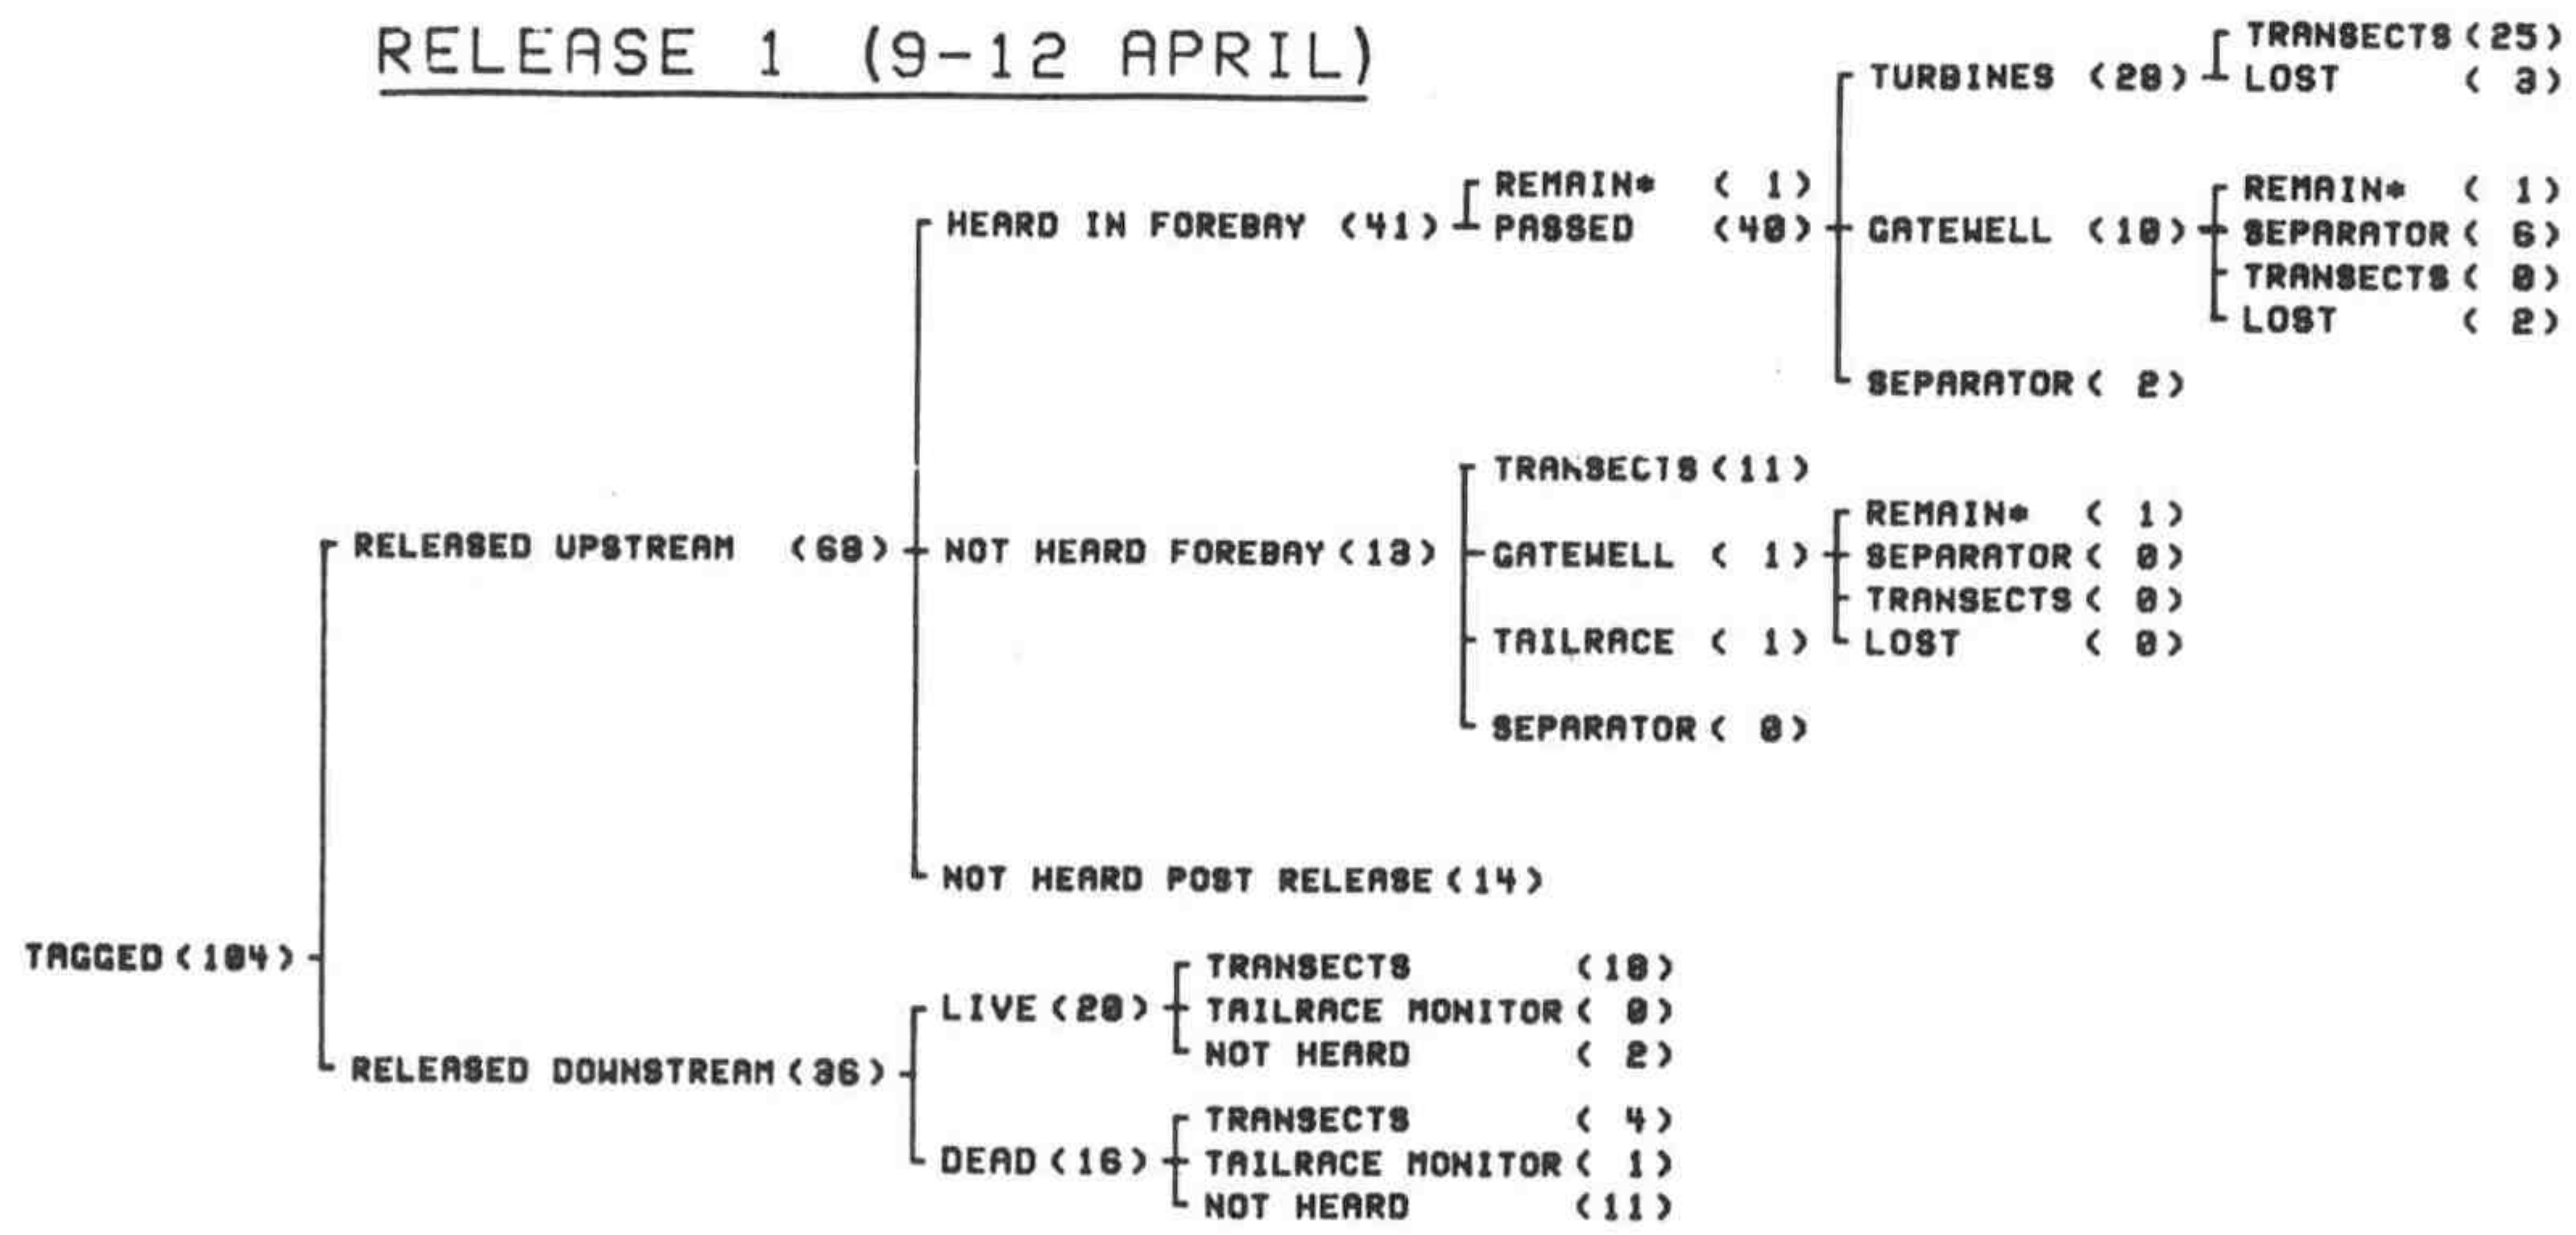 RELEASE 1 (9-12 APRIL)
TRANSECTS (25)
TURBINES (28)
LOST ( 3)
REMAIN* ( 1)
PASSED (40)
HEARD IN FOREBAY (41)
GATEWELL (10)
REMAIN* ( 1)
SEPARATOR ( 6)
TRANSECTS ( 0)
LOST ( 2)
SEPARATOR ( 2)
TRANSECTS (11)
RELEASED UPSTREAM (68)
NOT HEARD FOREBAY (13)
GATEWELL ( 1)
REMAIN* ( 1)
SEPARATOR ( 0)
TRANSECTS ( 0)
LOST ( 0)
TAILRACE ( 1)
SEPARATOR ( 0)
NOT HEARD POST RELEASE (14)
TAGGED (104)
RELEASED DOWNSTREAM (36)
LIVE (20)
TRANSECTS (18)
TAILRACE MONITOR ( 0)
NOT HEARD ( 2)
DEAD (16)
TRANSECTS ( 4)
TAILRACE MONITOR ( 1)
NOT HEARD (11)